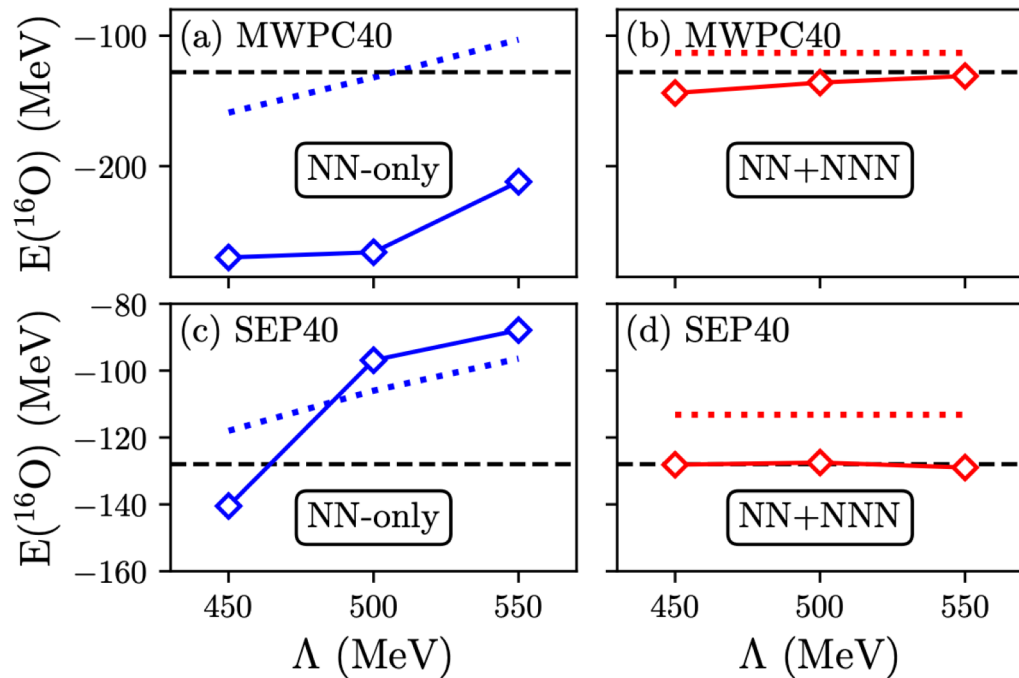 (a) MWPC40
(b) MWPC40
E(¹⁶O) (MeV)
−100
−200
NN-only
NN+NNN
(c) SEP40
(d) SEP40
E(¹⁶O) (MeV)
−80
−100
−120
−140
−160
NN-only
NN+NNN
450 500 550
450 500 550
Λ (MeV)
Λ (MeV)